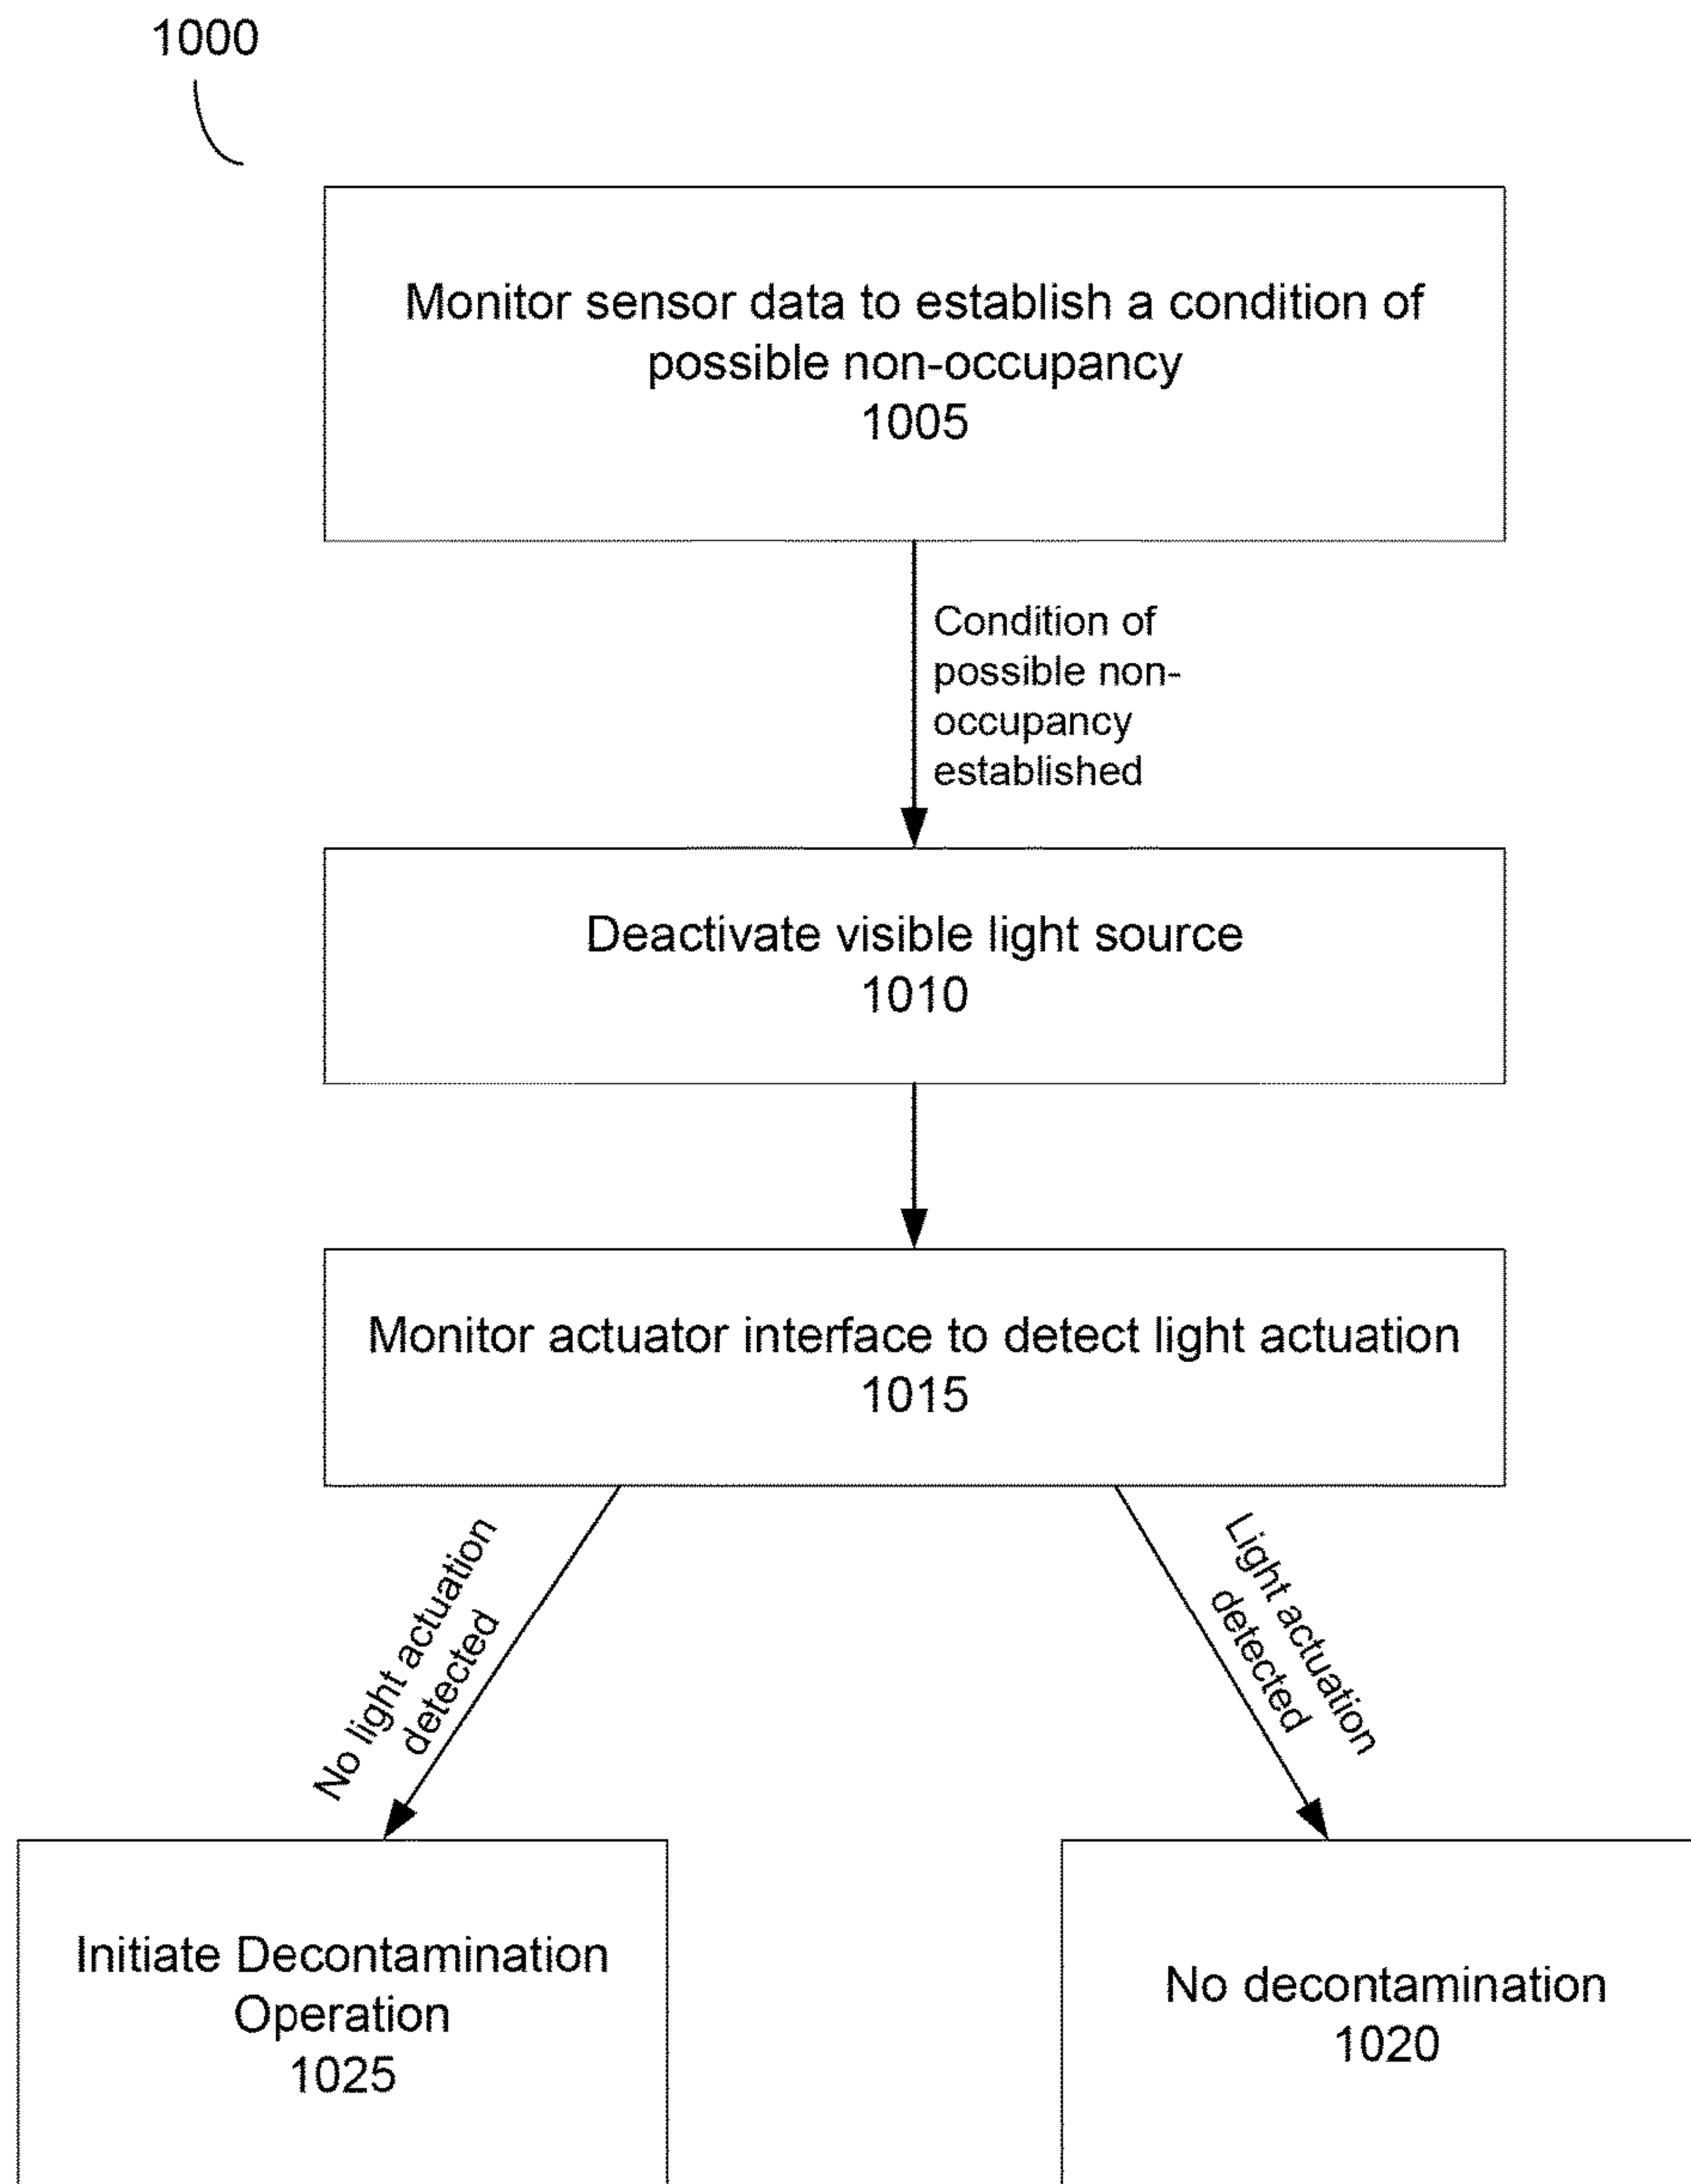 1000
Monitor sensor data to establish a condition of
possible non-occupancy
1005
Condition of
possible non-
occupancy
established
Deactivate visible light source
1010
Monitor actuator interface to detect light actuation
1015
No light actuation
detected
Light actuation
detected
Initiate Decontamination
Operation
1025
No decontamination
1020